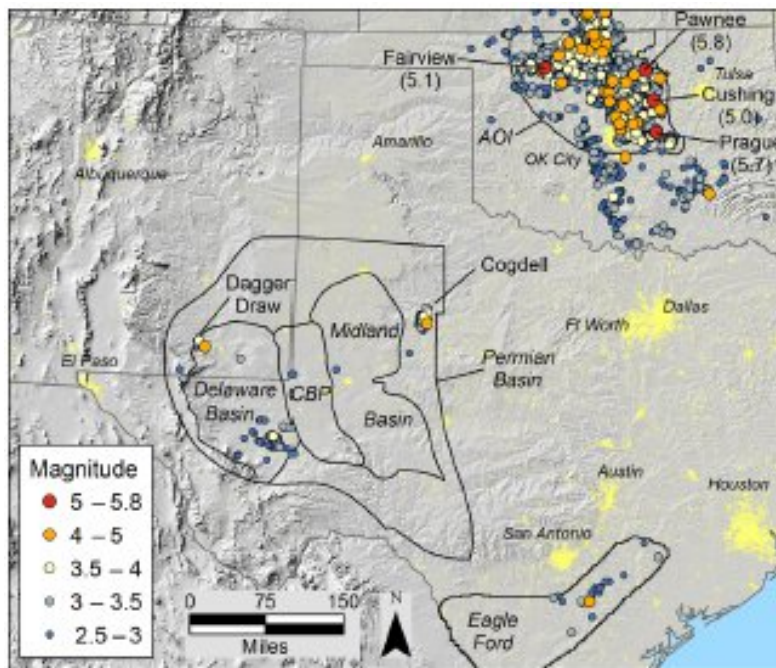 Pawnee
(5.8)
Fairview
(5.1)
Tulsa
Cushing
(5.0)
AOI
Prague
(5.7)
OK City
Amarillo
Albuquerque
Cogdell
Dagger
Draw
Midland
Dallas
Ft Worth
El Paso
Permian
Basin
Delaware
Basin
CBP
Basin
Magnitude
5 – 5.8
4 – 5
3.5 – 4
3 – 3.5
2.5 – 3
Austin
Houston
San Antonio
0 75 150
Miles
N
Eagle
Ford